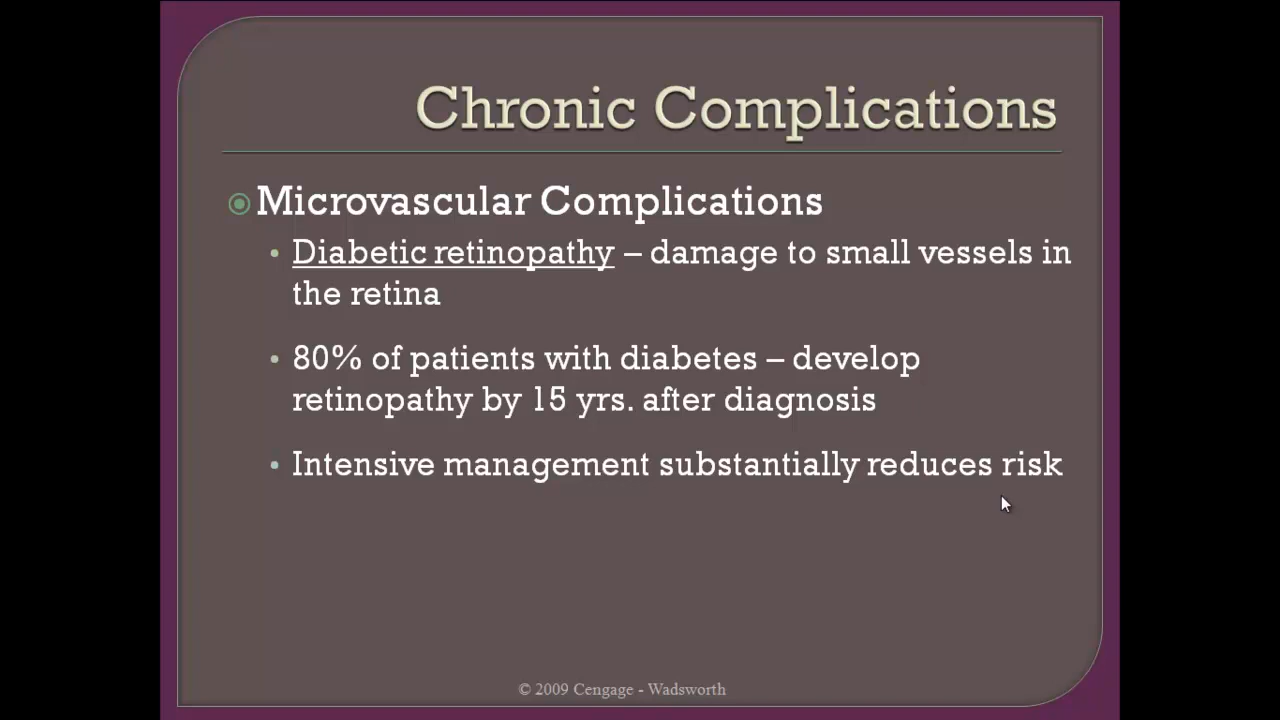 Chronic Complications
Microvascular Complications
• Diabetic retinopathy – damage to small vessels in
the retina
• 80% of patients with diabetes – develop
retinopathy by 15 yrs. after diagnosis
• Intensive management substantially reduces risk
© 2009 Cengage - Wadsworth